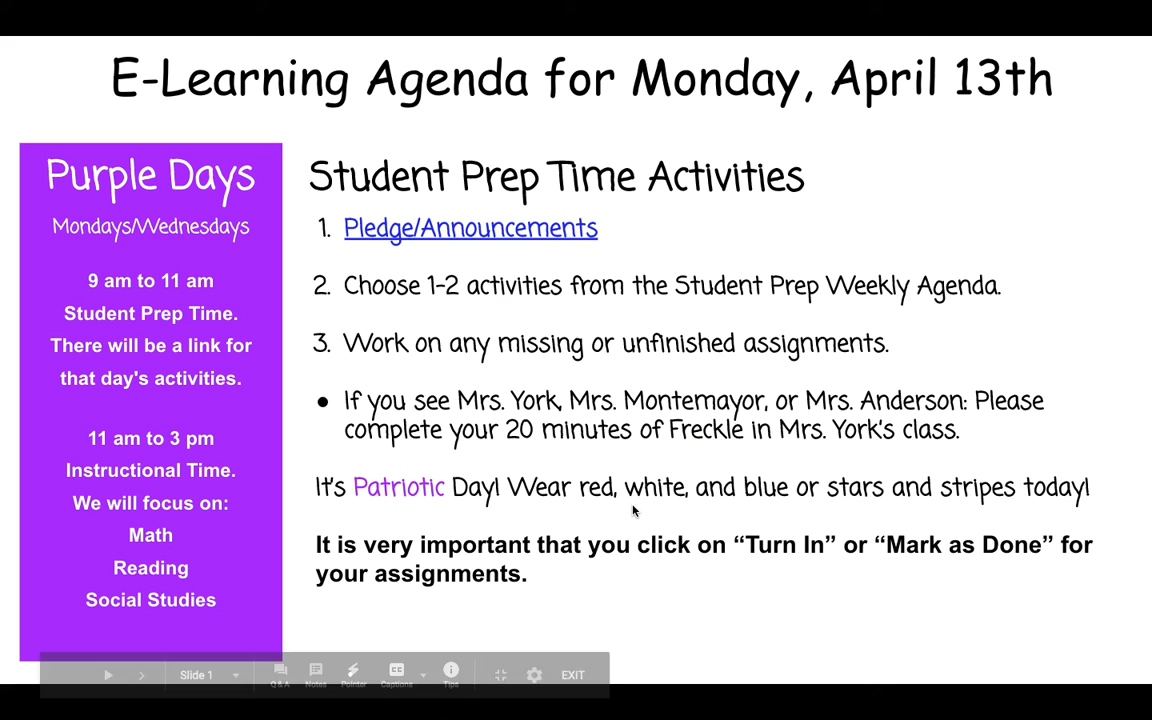 E-Learning Agenda for Monday, April 13th
Purple Days
Mondays/Wednesdays
9 am to 11 am
Student Prep Time.
There will be a link for
that day's activities.
11 am to 3 pm
Instructional Time.
We will focus on:
Math
Reading
Social Studies
Student Prep Time Activities
1. Pledge/Announcements
2. Choose 1-2 activities from the Student Prep Weekly Agenda.
3. Work on any missing or unfinished assignments.
● If you see Mrs. York, Mrs. Montemayor, or Mrs. Anderson: Please
complete your 20 minutes of Freckle in Mrs. York's class.
It's Patriotic Day! Wear red, white, and blue or stars and stripes today!
It is very important that you click on “Turn In” or “Mark as Done” for
your assignments.
Slide 1
Q & A
Notes
Pointer
Captions
Tips
EXIT